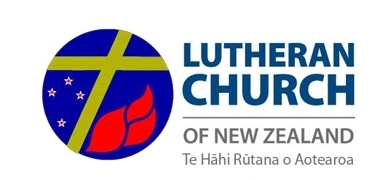 LUTHERAN
CHURCH
OF NEW ZEALAND
Te Hāhi Rūtana o Aotearoa